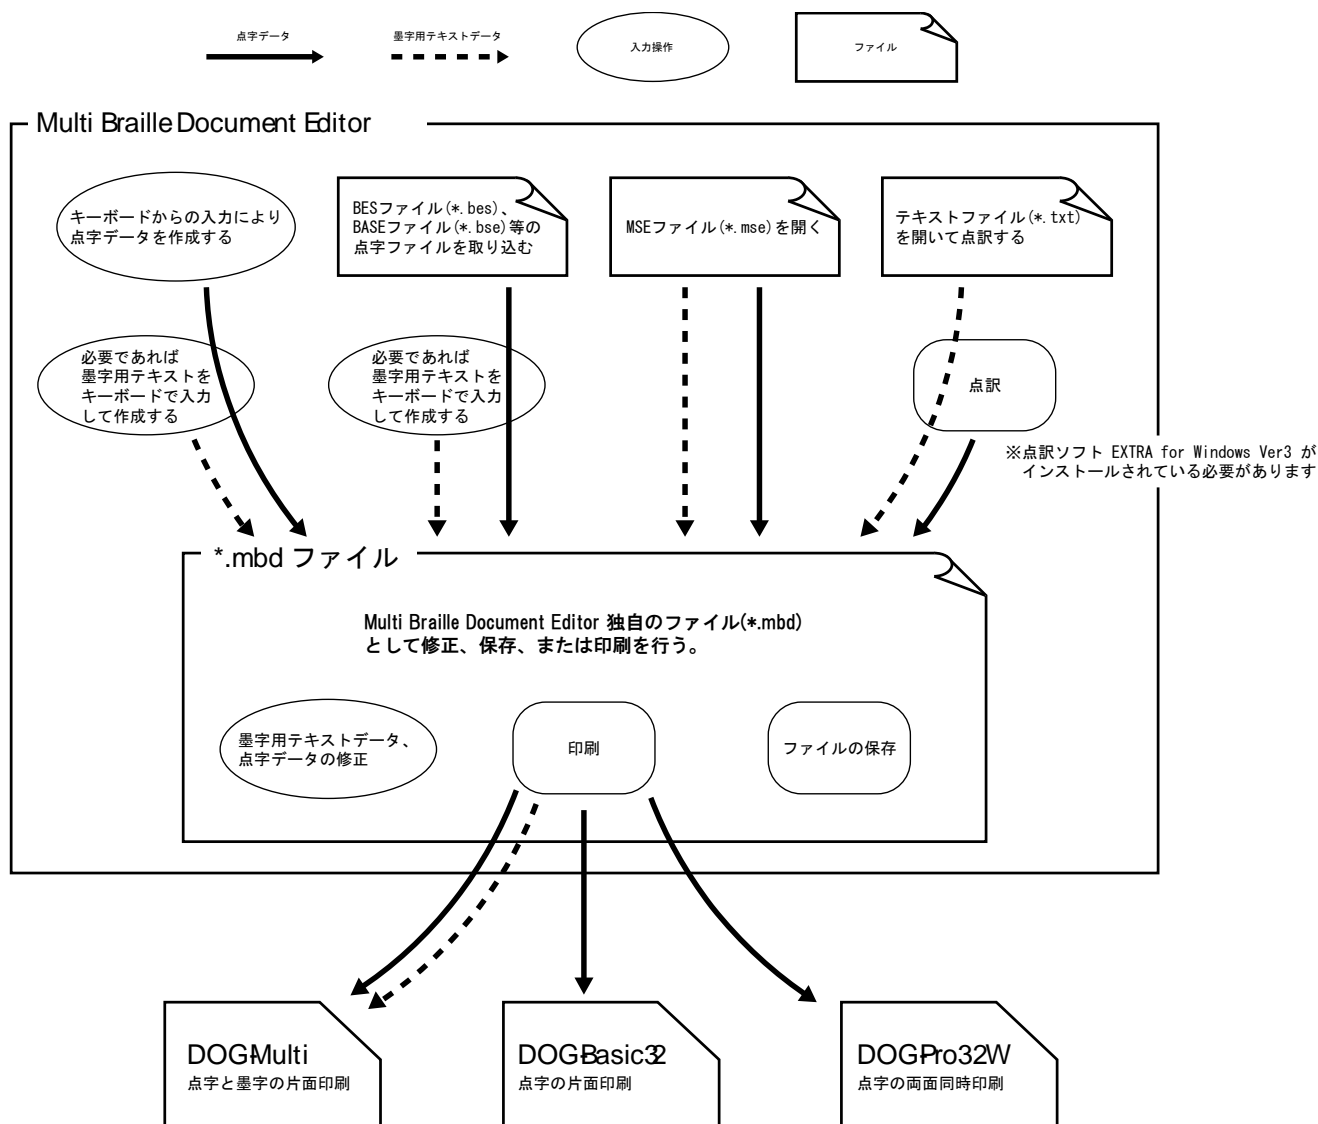 点字データ
墨字用テキストデータ
入力操作
ファイル
Multi Braille Document Editor
キーボードからの入力により
点字データを作成する
BESファイル(*.bes)、
BASEファイル(*.bse)等の
点字ファイルを取り込む
MSEファイル(*.mse)を開く
テキストファイル(*.txt)
を開いて点訳する
必要であれば
墨字用テキストを
キーボードで入力
して作成する
必要であれば
墨字用テキストを
キーボードで入力
して作成する
点訳
※点訳ソフト EXTRA for Windows Ver3 が
インストールされている必要があります
*.mbd ファイル
Multi Braille Document Editor 独自のファイル(*.mbd)
として修正、保存、または印刷を行う。
墨字用テキストデータ、
点字データの修正
印刷
ファイルの保存
DOG-Multi
点字と墨字の片面印刷
DOG-Basic32
点字の片面印刷
DOG-Pro32W
点字の両面同時印刷